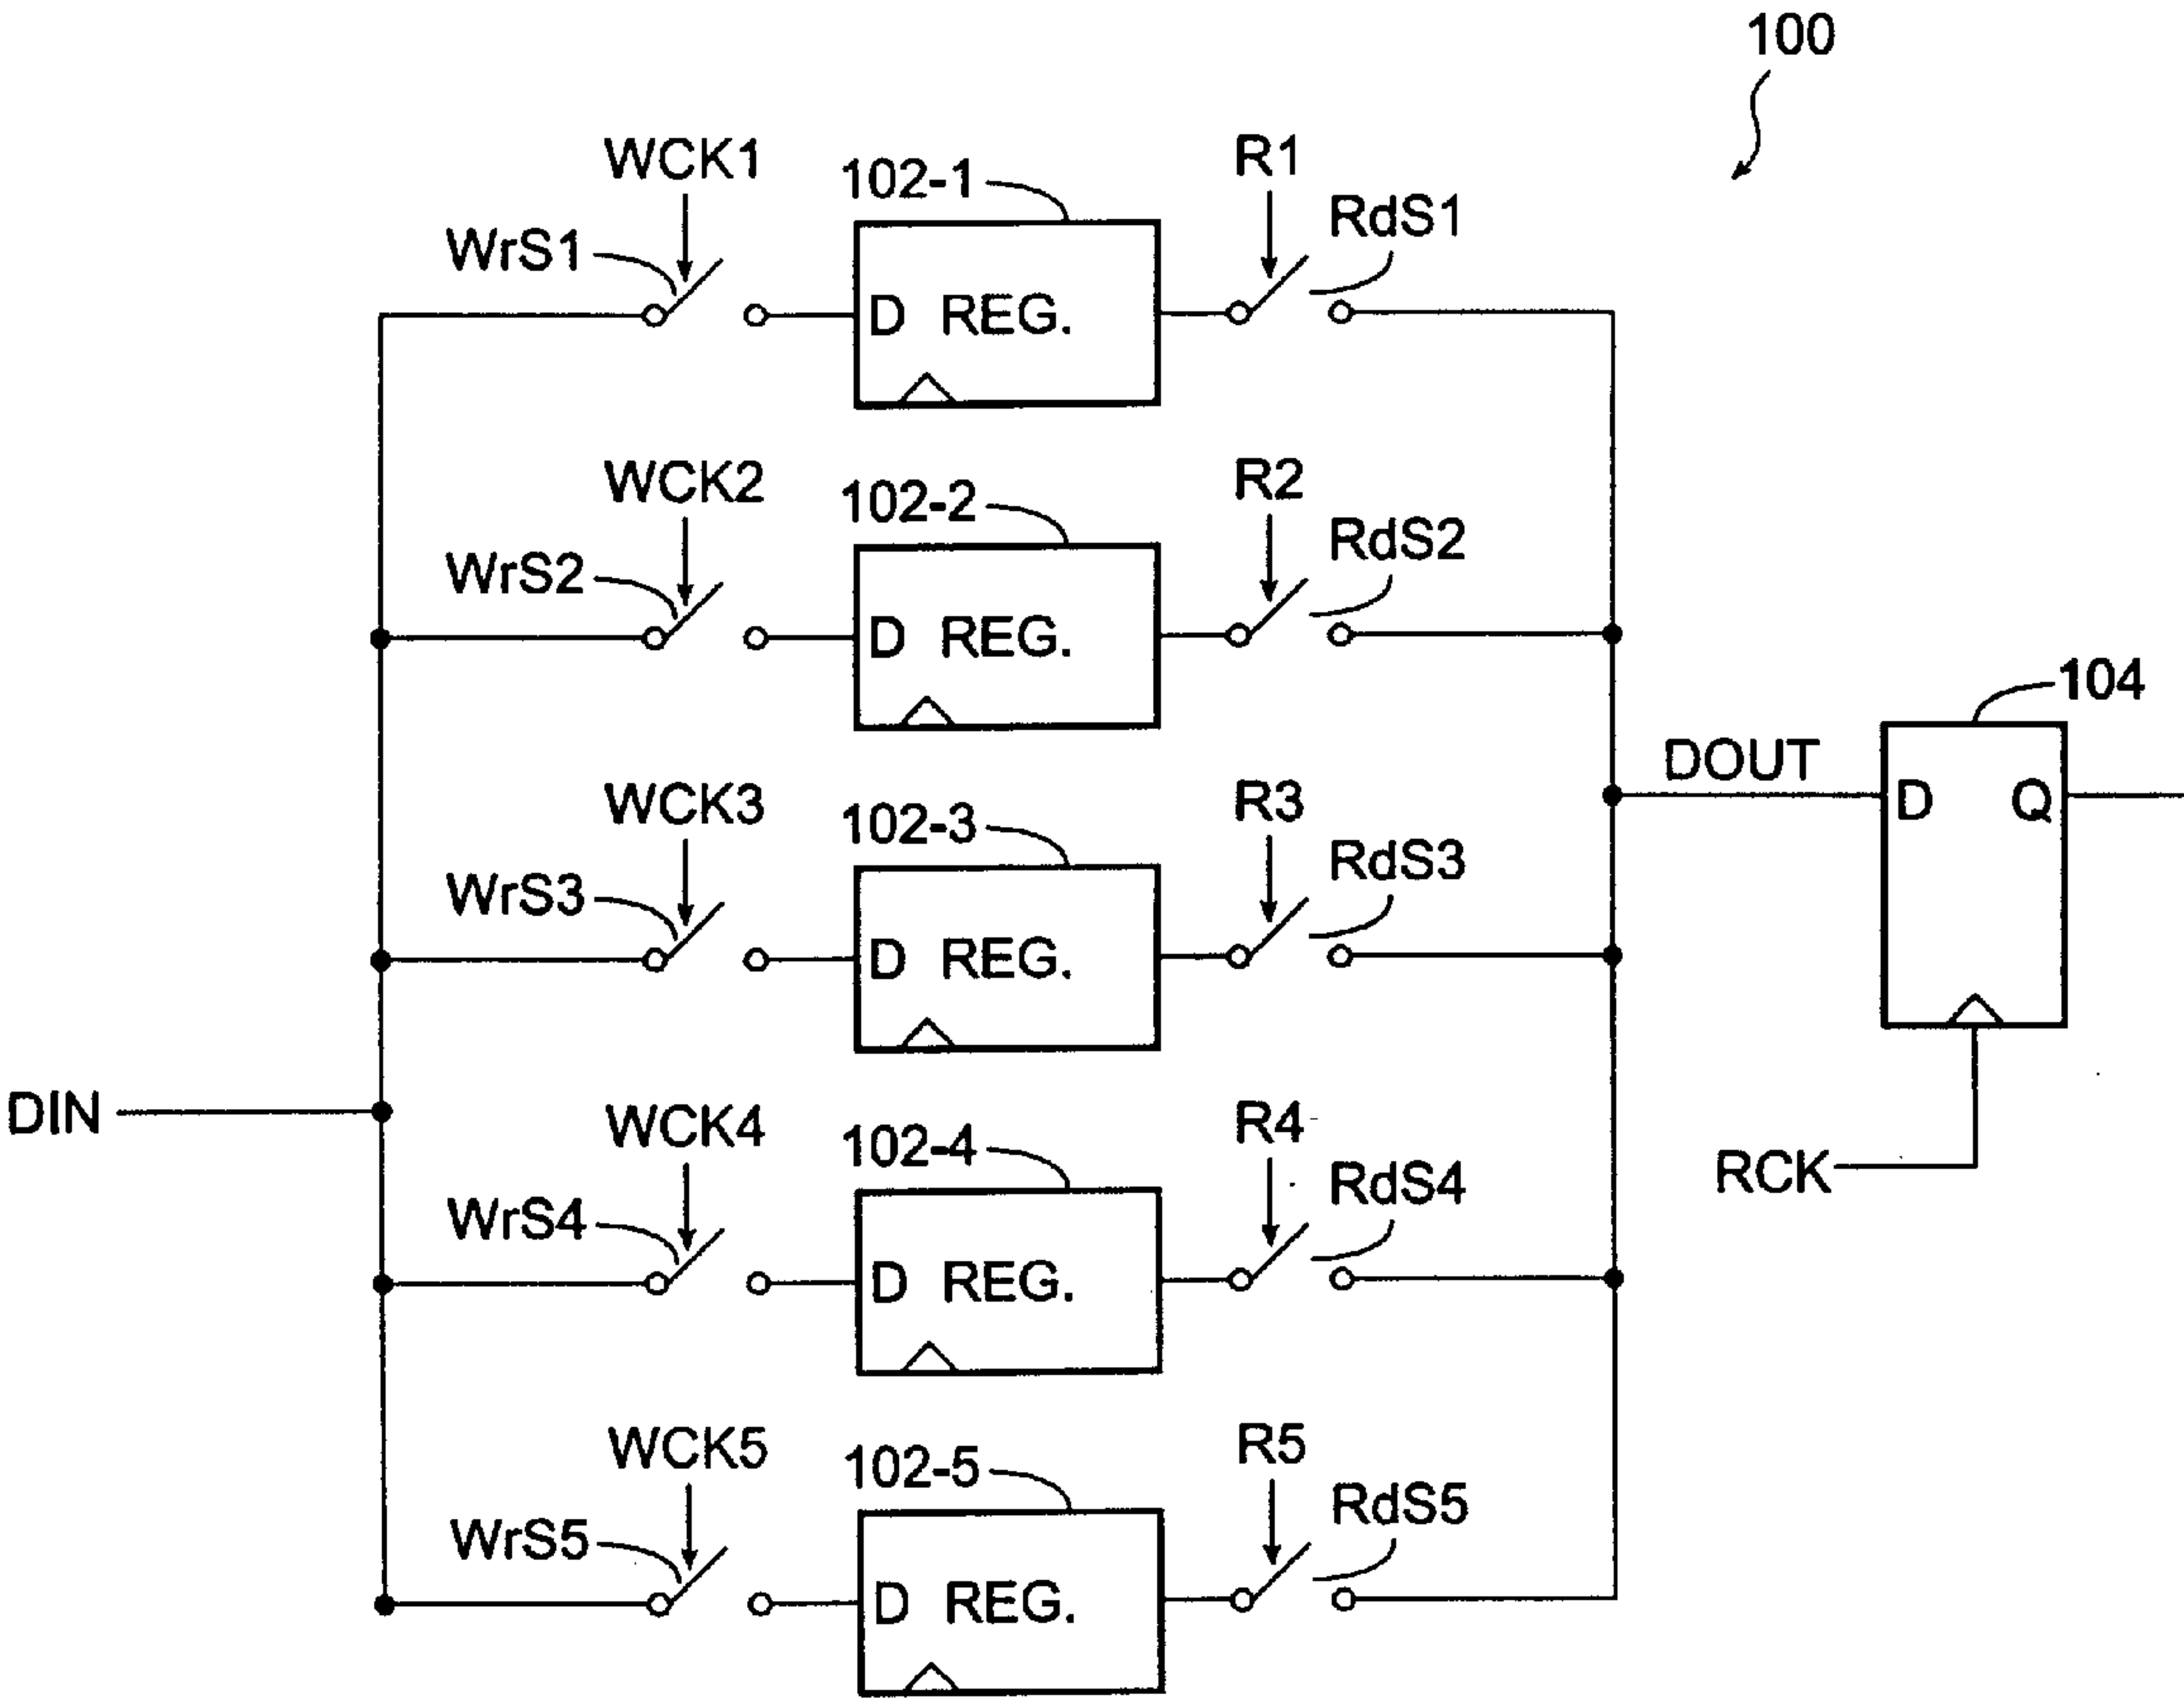 100
WCK1
102-1
R1
RdS1
WrS1
D REG.
WCK2
102-2
R2
RdS2
WrS2
D REG.
104
DOUT
D Q
WCK3
102-3
R3
RdS3
WrS3
D REG.
DIN
WCK4
102-4
R4
RdS4
RCK
WrS4
D REG.
WCK5
102-5
R5
RdS5
WrS5
D REG.